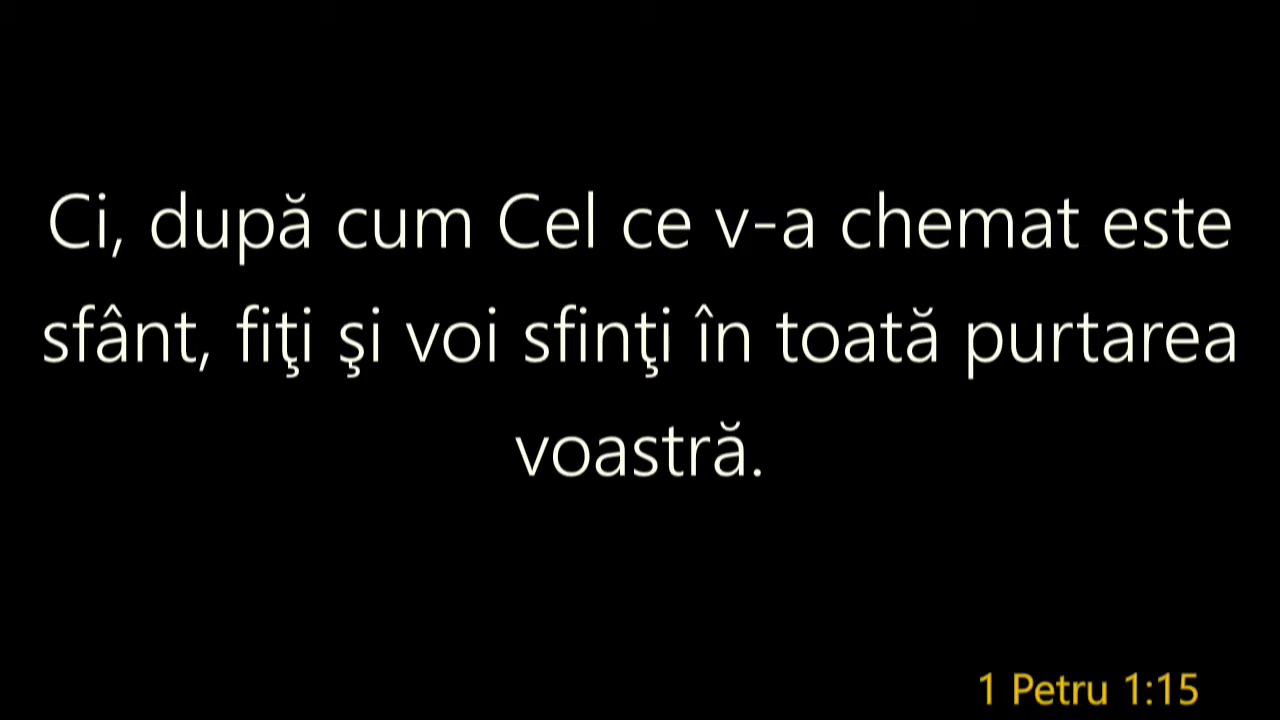 Ci, după cum Cel ce v-a chemat este
sfânt, fiţi şi voi sfinţi în toată purtarea
voastră.
1 Petru 1:15